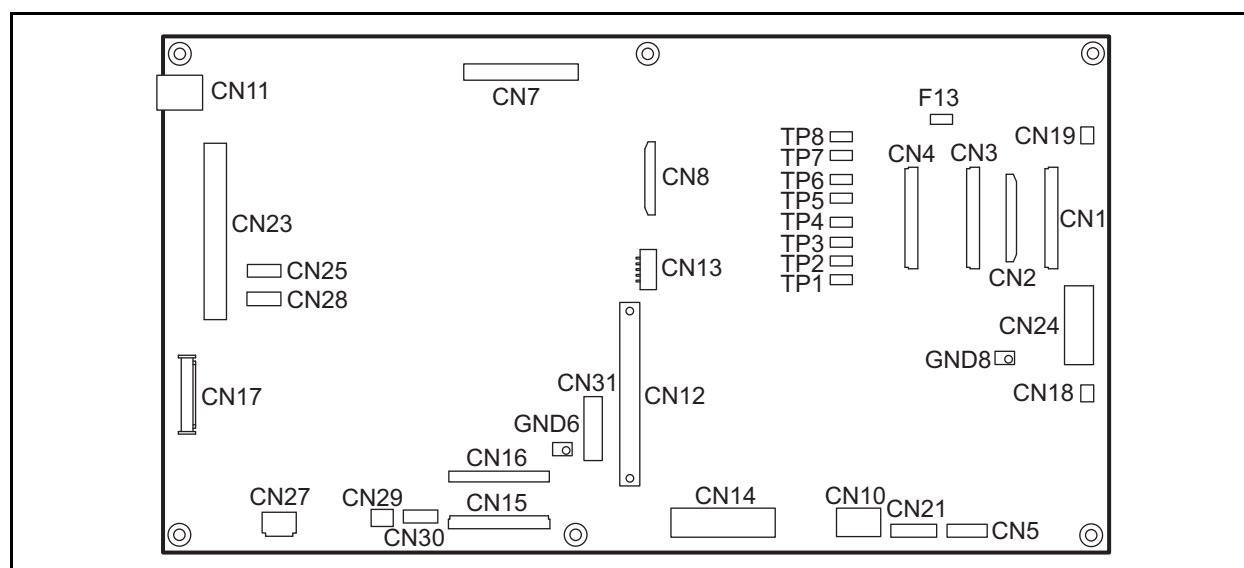 CN11
CN7
F13
CN19
TP8
TP7
CN4
CN3
CN8
TP6
TP5
CN23
TP4
CN1
TP3
CN25
CN13
TP2
TP1
CN2
CN28
CN24
GND8
CN31
CN17
CN12
CN18
GND6
CN16
CN27
CN29
CN15
CN14
CN10
CN21
CN30
CN5